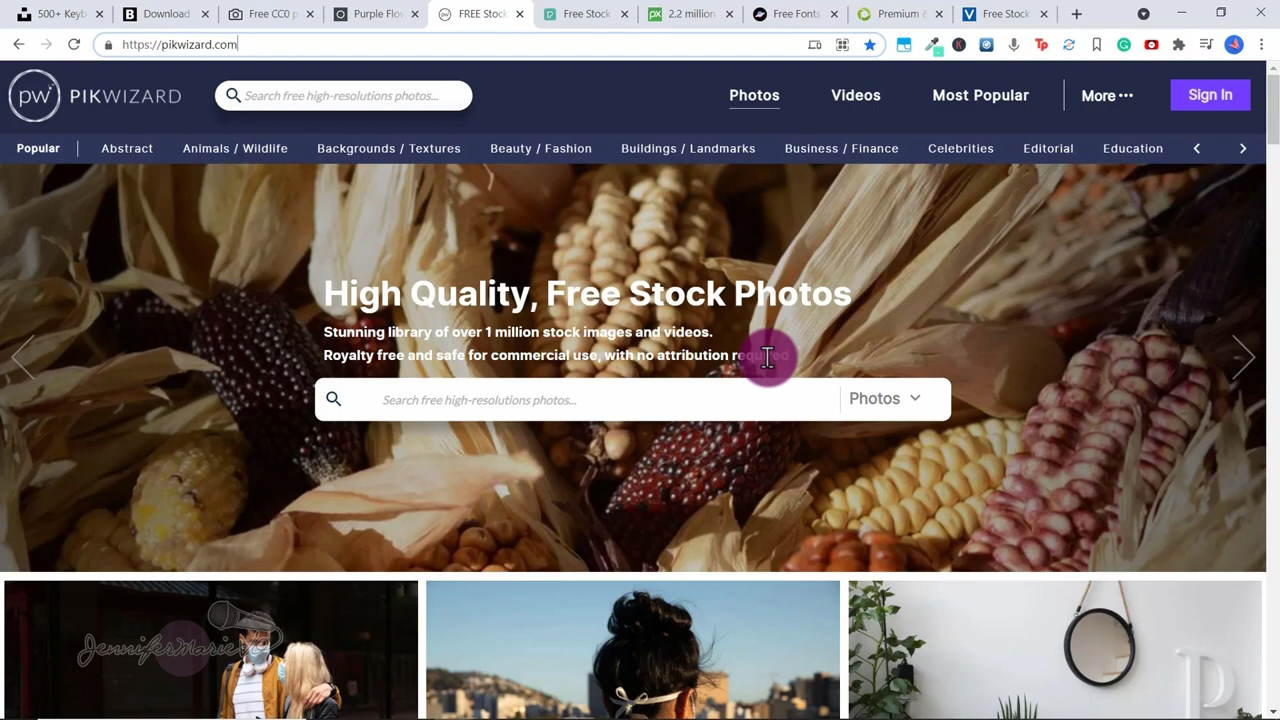 500+ Keyb
Download
Free CC0 p
Purple Flo
FREE Stock
Free Stock
2.2 million
Free Fonts
Premium &
Free Stock
https://pikwizard.com
pw PIKWIZARD
Search free high-resolutions photos...
Photos
Videos
Most Popular
More •••
Sign In
Popular
Abstract
Animals / Wildlife
Backgrounds / Textures
Beauty / Fashion
Buildings / Landmarks
Business / Finance
Celebrities
Editorial
Education
High Quality, Free Stock Photos
Stunning library of over 1 million stock images and videos.
Royalty free and safe for commercial use, with no attribution required
Search free high-resolutions photos...
Photos
JenniferMarieVO